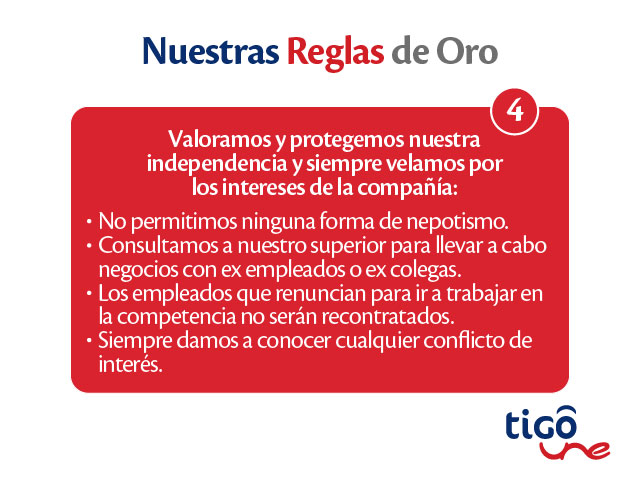 Nuestras Reglas de Oro
4
Valoramos y protegemos nuestra
independencia y siempre velamos por
los intereses de la compañía:
• No permitimos ninguna forma de nepotismo.
• Consultamos a nuestro superior para llevar a cabo
negocios con ex empleados o ex colegas.
• Los empleados que renuncian para ir a trabajar en
la competencia no serán recontratados.
• Siempre damos a conocer cualquier conflicto de
interés.
tigô
une